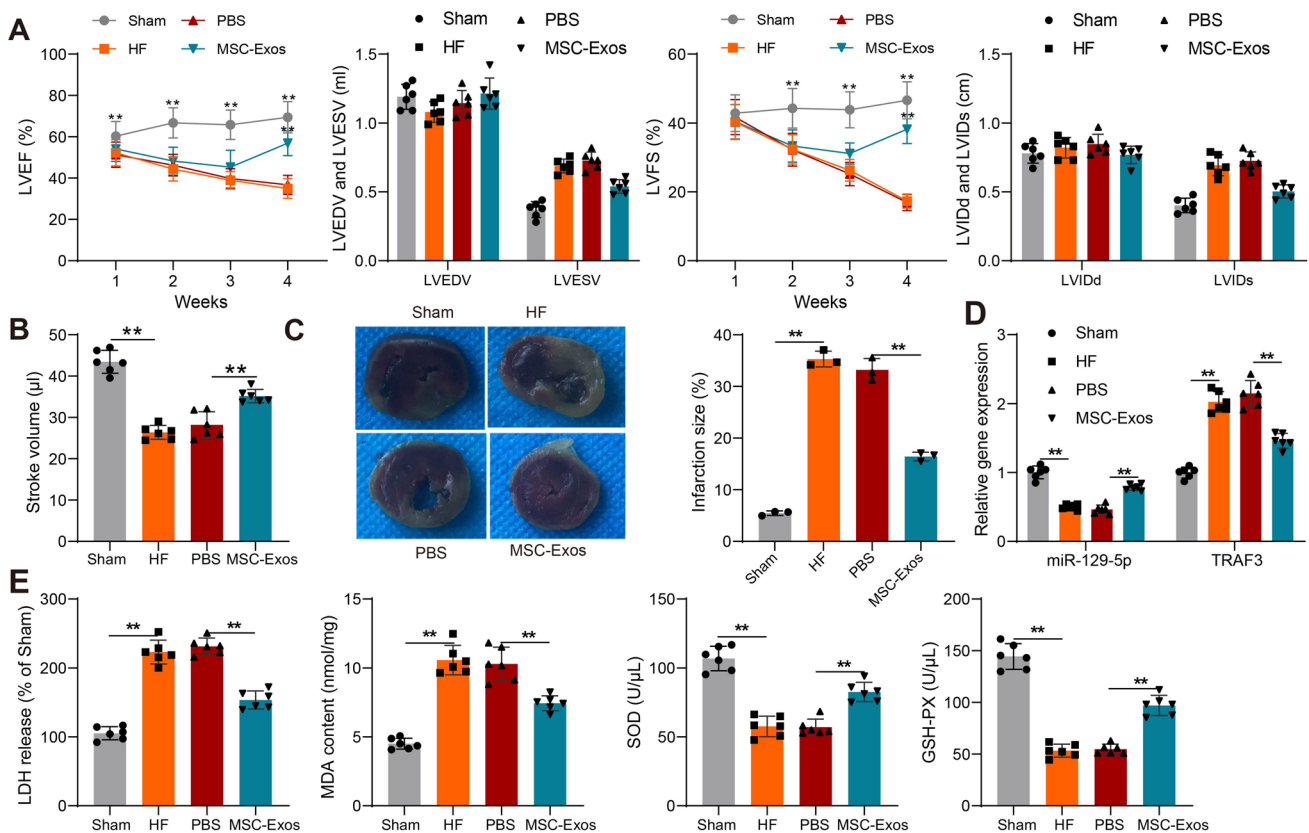 A
Sham PBS
HF MSC-Exos
LVEF (%)
100
80
60
40
20
0
** ** ** ** **
1 2 3 4
Weeks
Sham PBS
HF MSC-Exos
LVEDV and LVESV (ml)
1.5
1.0
0.5
0.0
LVEDV LVESV
Sham PBS
HF MSC-Exos
LVFS (%)
60
40
20
0
** ** ** **
1 2 3 4
Weeks
Sham PBS
HF MSC-Exos
LVIDd and LVIDs (cm)
1.5
1.0
0.5
0.0
LVIDd LVIDs
B
Stroke volume (μl)
50
40
30
20
10
0
** **
Sham HF PBS MSC-Exos
C
Sham HF
PBS MSC-Exos
Infarction size (%)
40
30
20
10
0
** **
Sham HF PBS MSC-Exos
D
Sham
HF
PBS
MSC-Exos
Relative gene expression
4
3
2
1
0
** ** ** **
miR-129-5p TRAF3
E
LDH release (% of Sham)
300
200
100
0
** **
Sham HF PBS MSC-Exos
MDA content (nmol/mg)
15
10
5
0
** **
Sham HF PBS MSC-Exos
SOD (U/μL)
150
100
50
0
** **
Sham HF PBS MSC-Exos
GSH-PX (U/μL)
200
150
100
50
0
** **
Sham HF PBS MSC-Exos